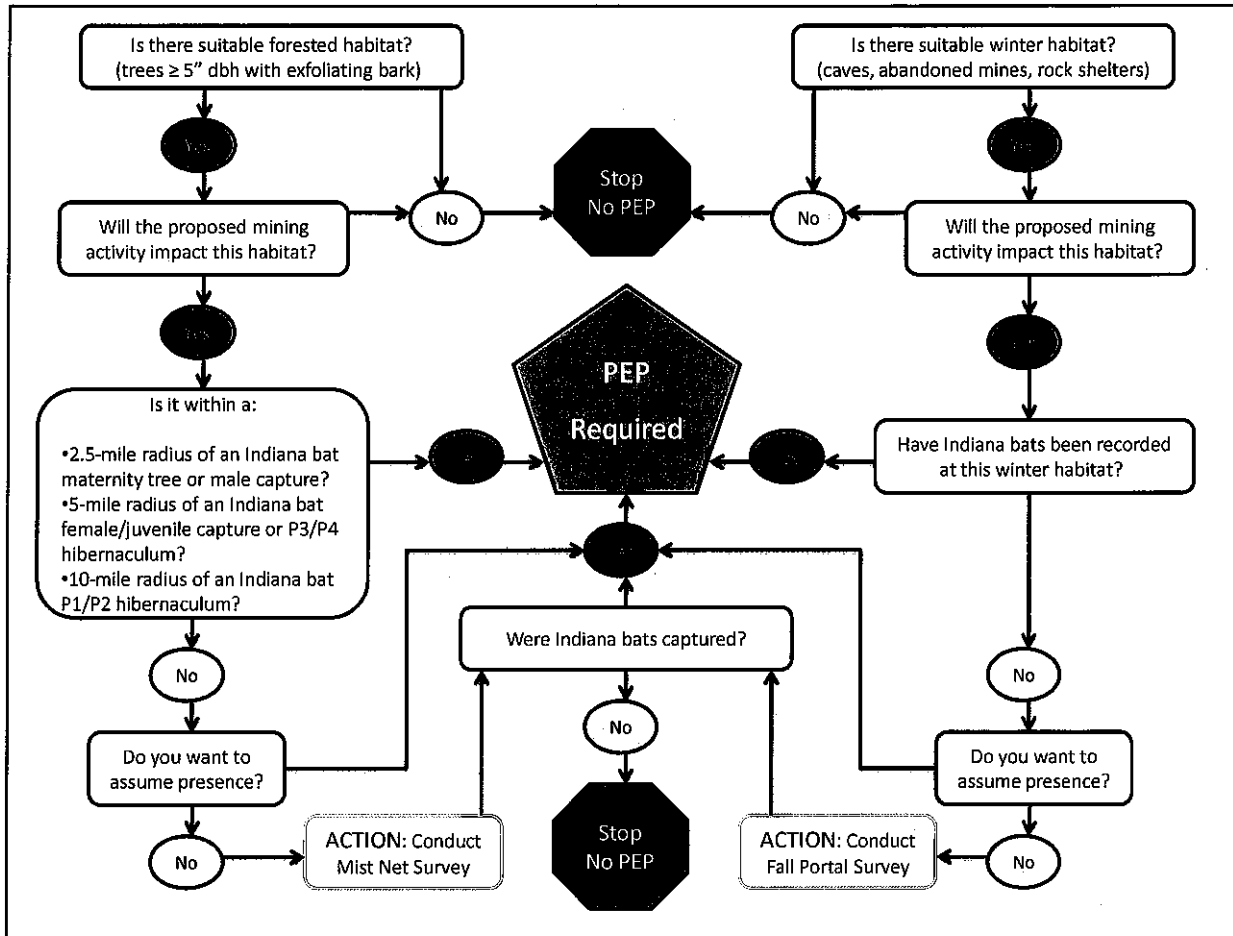 Is there suitable forested habitat?
(trees ≥ 5" dbh with exfoliating bark)
Yes
No
Will the proposed mining
activity impact this habitat?
Yes
Is it within a:
•2.5-mile radius of an Indiana bat
maternity tree or male capture?
•5-mile radius of an Indiana bat
female/juvenile capture or P3/P4
hibernaculum?
•10-mile radius of an Indiana bat
P1/P2 hibernaculum?
No
Do you want to
assume presence?
No
ACTION: Conduct
Mist Net Survey
Stop
No PEP
PEP
Required
Were Indiana bats captured?
No
Stop
No PEP
Is there suitable winter habitat?
(caves, abandoned mines, rock shelters)
Yes
No
Will the proposed mining
activity impact this habitat?
Have Indiana bats been recorded
at this winter habitat?
No
Do you want to
assume presence?
No
ACTION: Conduct
Fall Portal Survey